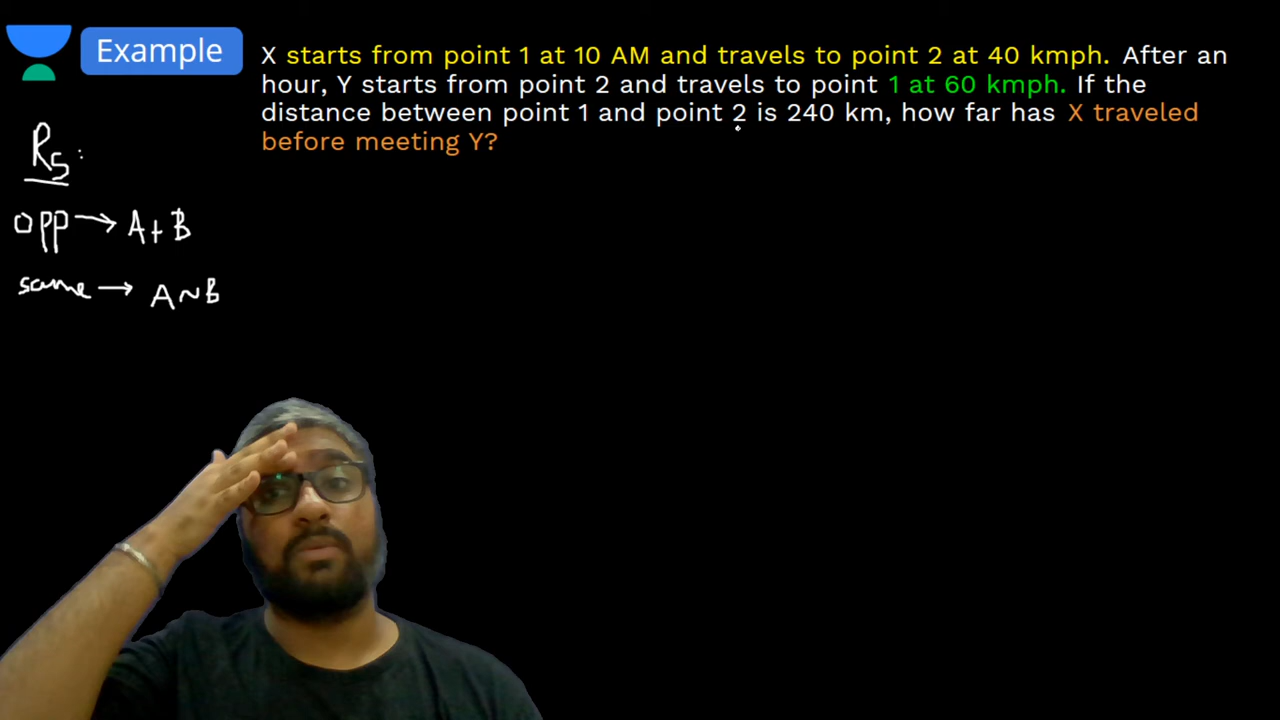 Example
X starts from point 1 at 10 AM and travels to point 2 at 40 kmph. After an
hour, Y starts from point 2 and travels to point 1 at 60 kmph. If the
distance between point 1 and point 2 is 240 km, how far has X traveled
before meeting Y?
Rs:
opp → A+B
same → A~B